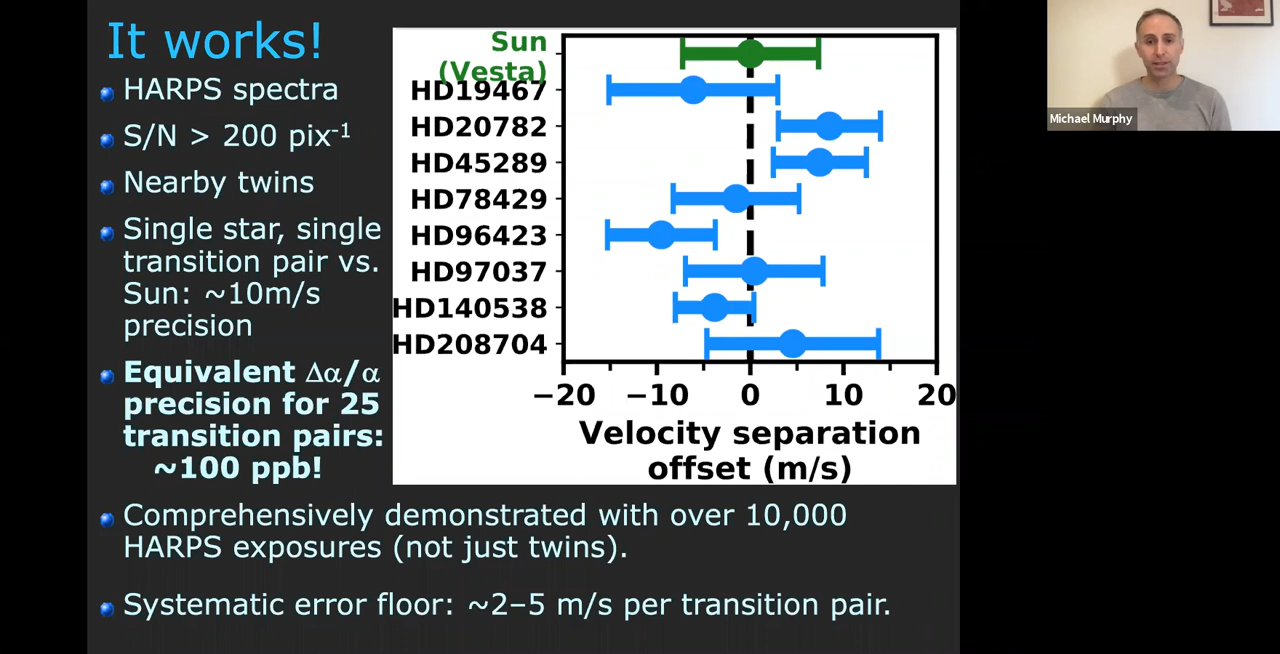 It works!
HARPS spectra
S/N > 200 pix-1
Nearby twins
Single star, single
transition pair vs.
Sun: ~10m/s
precision
Equivalent Δα/α
precision for 25
transition pairs:
~100 ppb!
Comprehensively demonstrated with over 10,000
HARPS exposures (not just twins).
Systematic error floor: ~2–5 m/s per transition pair.
Sun
(Vesta)
HD19467
HD20782
HD45289
HD78429
HD96423
HD97037
HD140538
HD208704
−20 −10 0 10 20
Velocity separation
offset (m/s)
Michael Murphy